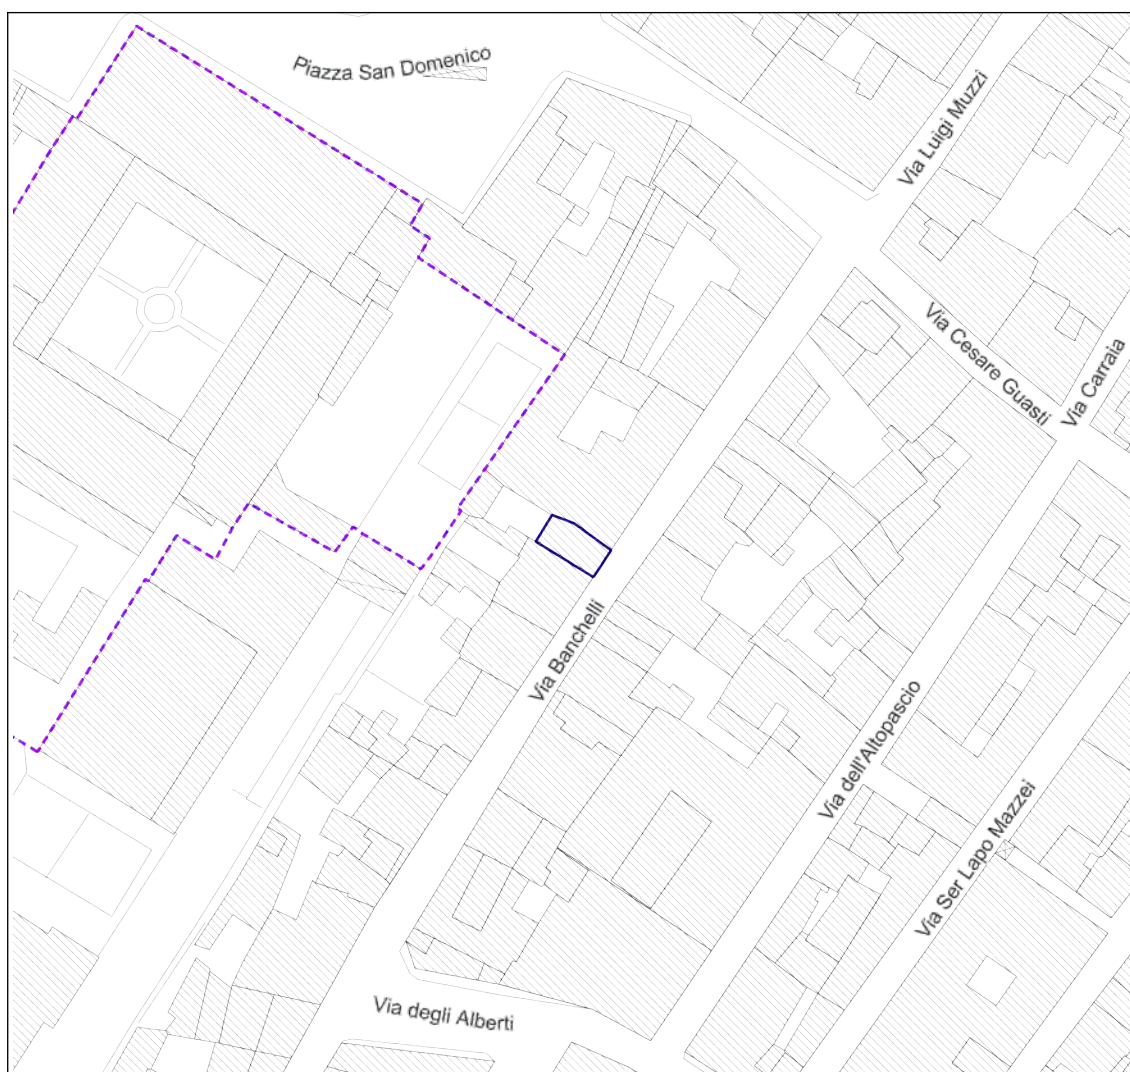 Piazza San Domenico
Via Luigi Muzzi
Via Cesare Guasti
Via Carraia
Via Banchelli
Via dell'Altopascio
Via Ser Lapo Mazzei
Via degli Alberti